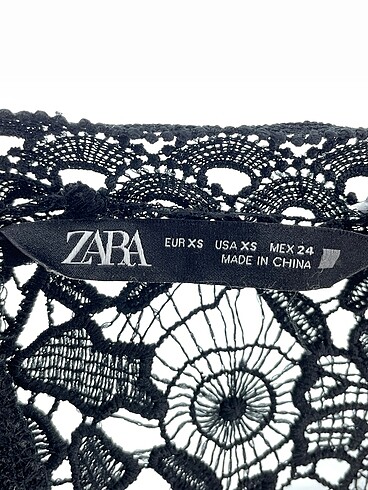 ZARA
EUR XS USA XS MEX 24
MADE IN CHINA